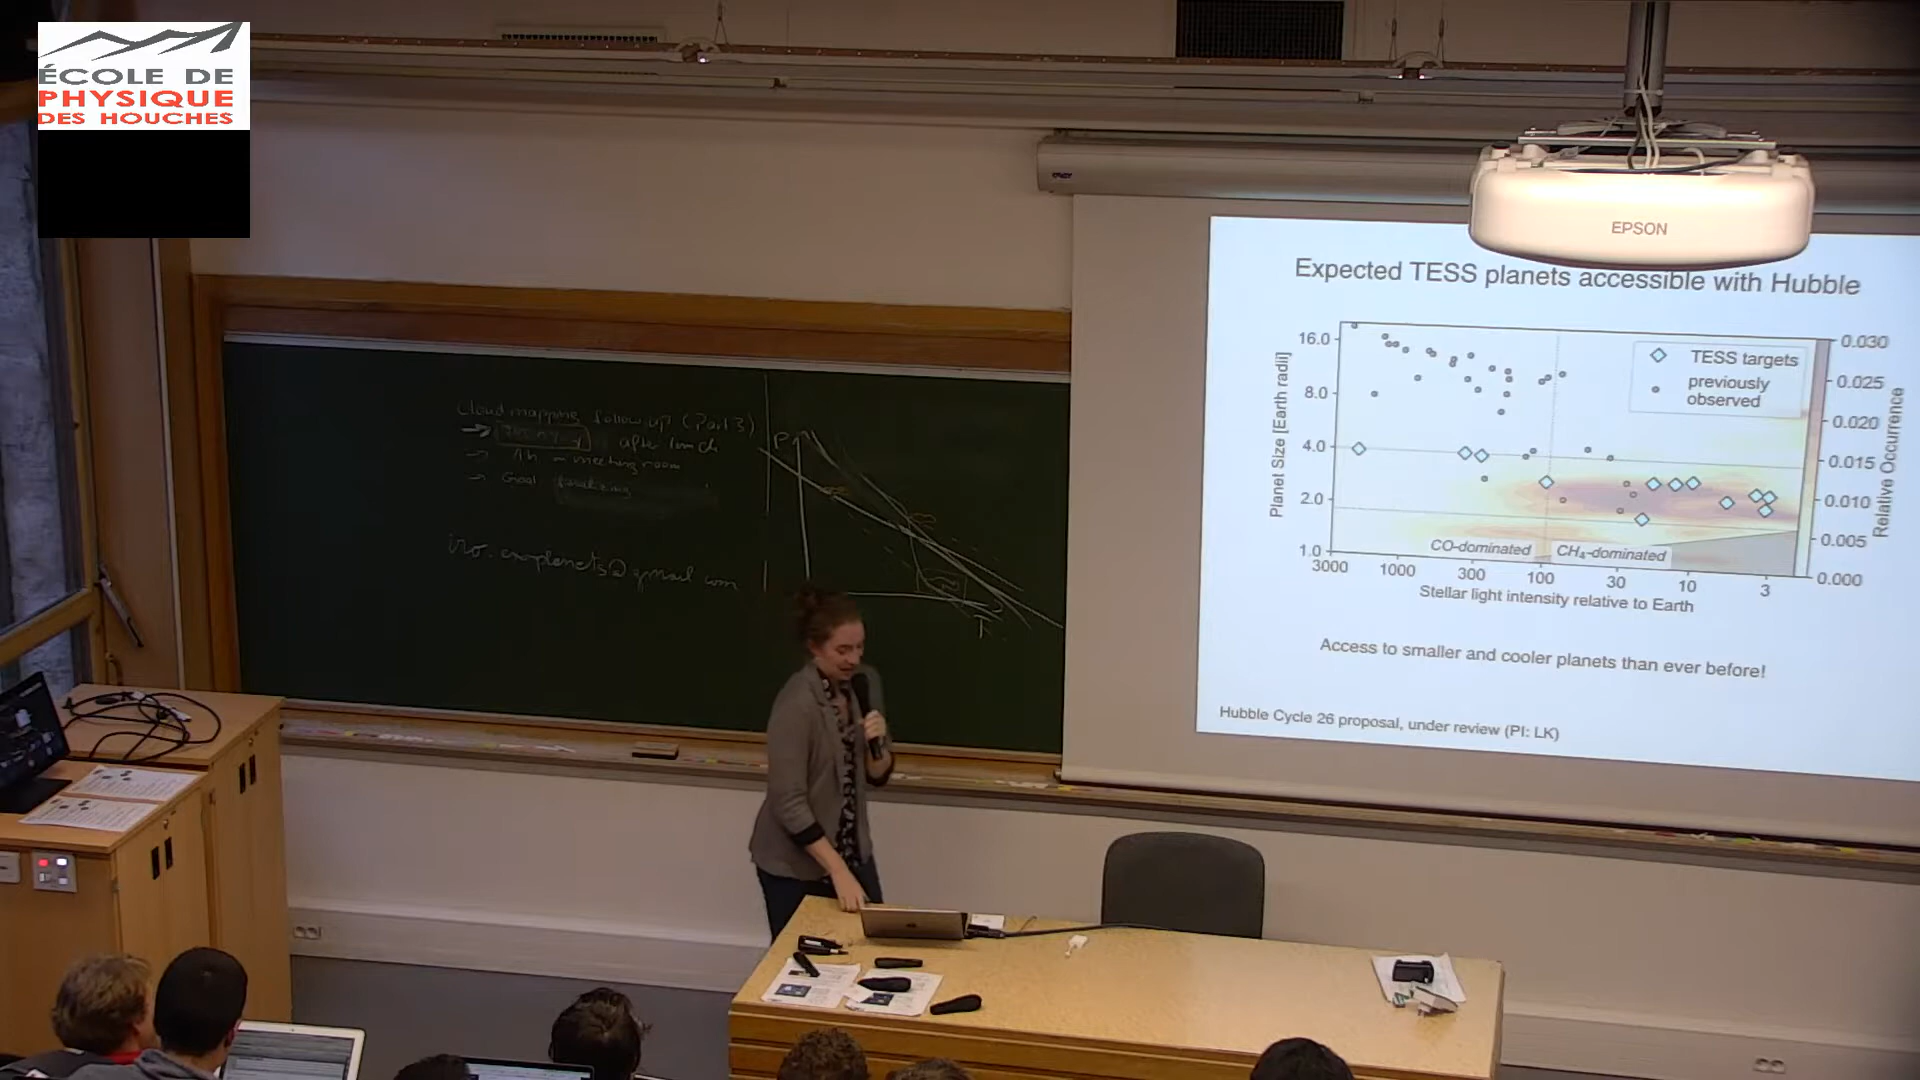 ÉCOLE DE
PHYSIQUE
DES HOUCHES
EPSON
Cloud mapping follow up (Part 3)
after lunch
1h - meeting room
Goal
exoplanets@gmail.com
P
T
Expected TESS planets accessible with Hubble
Planet Size [Earth radii]
16.0
8.0
4.0
2.0
1.0
TESS targets
previously
observed
CO-dominated
CH₄-dominated
0.030
0.025
0.020
0.015
0.010
0.005
0.000
Relative Occurrence
3000 1000 300 100 30 10 3
Stellar light intensity relative to Earth
Access to smaller and cooler planets than ever before!
Hubble Cycle 26 proposal, under review (PI: LK)